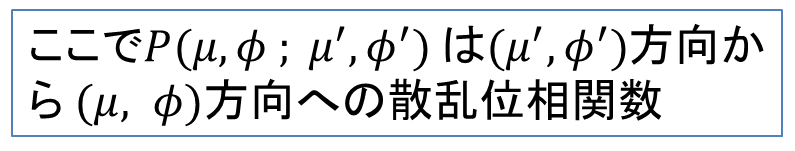 ここで𝑃(𝜇, 𝜙 ; 𝜇′, 𝜙′) は(𝜇′, 𝜙′)方向か
ら (𝜇, 𝜙)方向への散乱位相関数